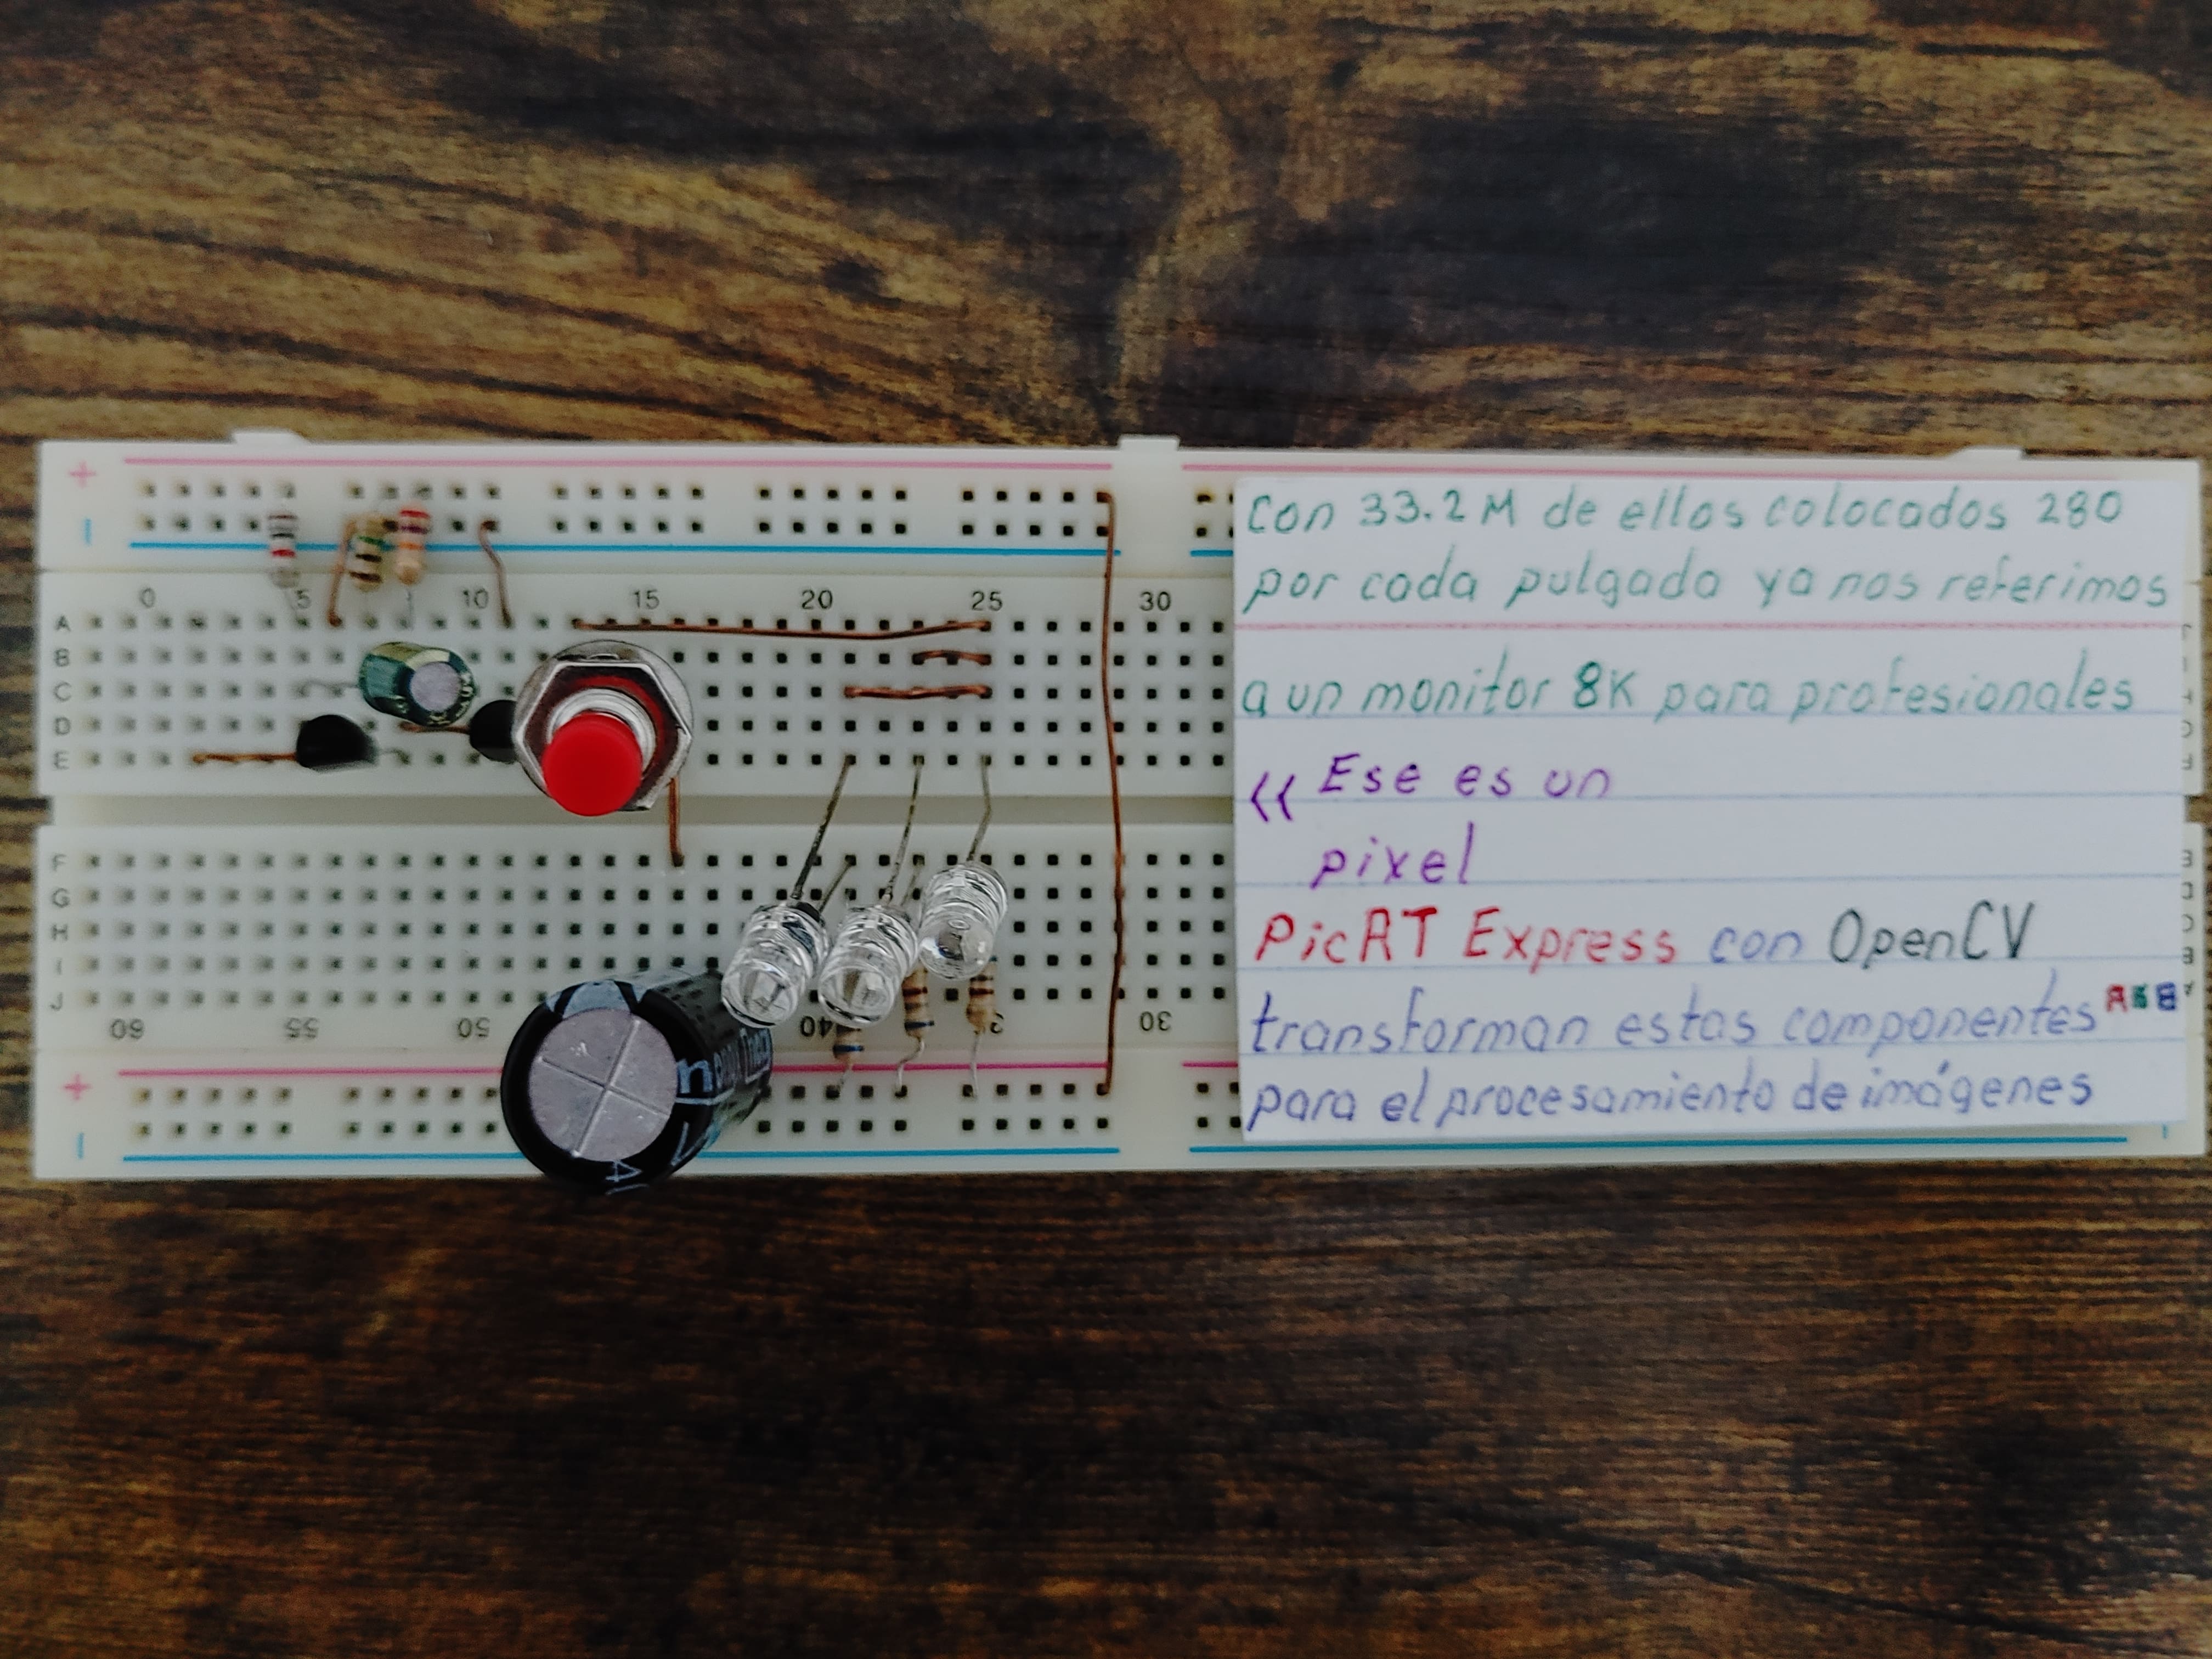 +
0 5 10 15 20 25 30
A
B
C
D
E
F
G
H
I
J
60 55 50 40 30
+
Con 33.2 M de ellos colocados 280
por cada pulgada ya nos referimos
a un monitor 8K para profesionales
<< Ese es un
pixel
PicRT Express con OpenCV
transforman estos componentes RGB
para el procesamiento de imágenes